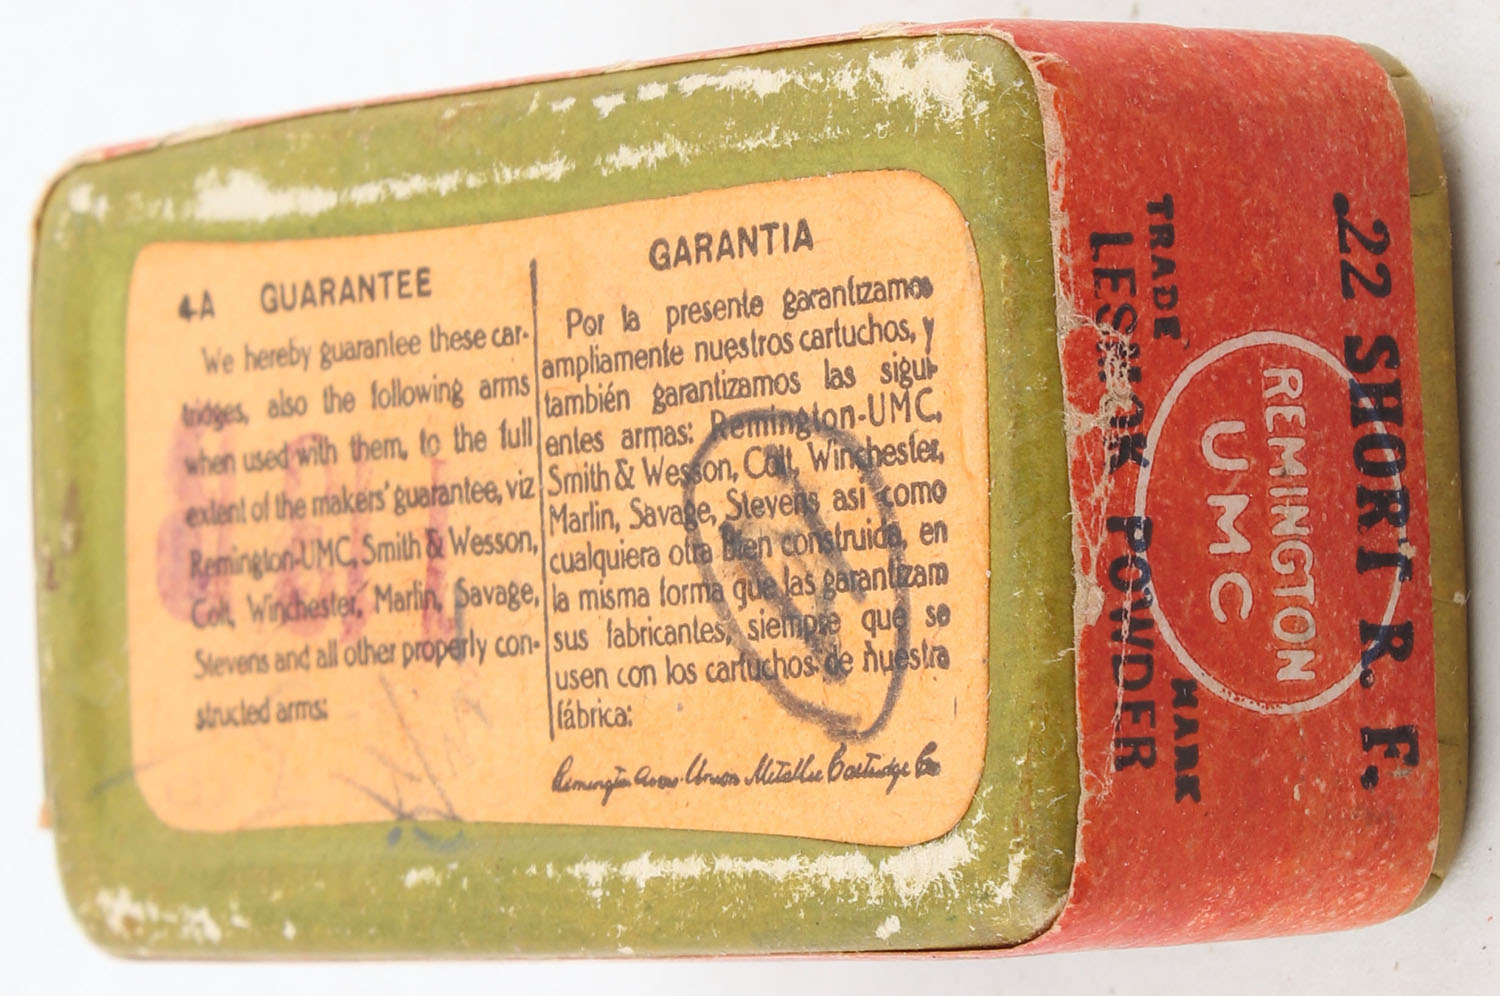 4-A GUARANTEE
We hereby guarantee these car-
tridges, also the following arms
when used with them, to the full
extent of the makers' guarantee, viz
Remington-UMC, Smith & Wesson,
Colt, Winchester, Marlin, Savage,
Stevens and all other properly con-
structed arms:
GARANTIA
Por la presente garantizamos
ampliamente nuestros cartuchos, y
también garantizamos las sigui-
entes armas: Remington-UMC,
Smith & Wesson, Colt, Winchester,
Marlin, Savage, Stevens asi como
cualquiera otra bien construida, en
la misma forma que las garantizam
sus fabricantes, siempre que se
usen con los cartuchos de nuestra
fábrica:
Remington Arms-Union Metallic Cartridge Co.
.22 SHORT R. F.
REMINGTON
UMC
TRADE MARK
LESMOK POWDER